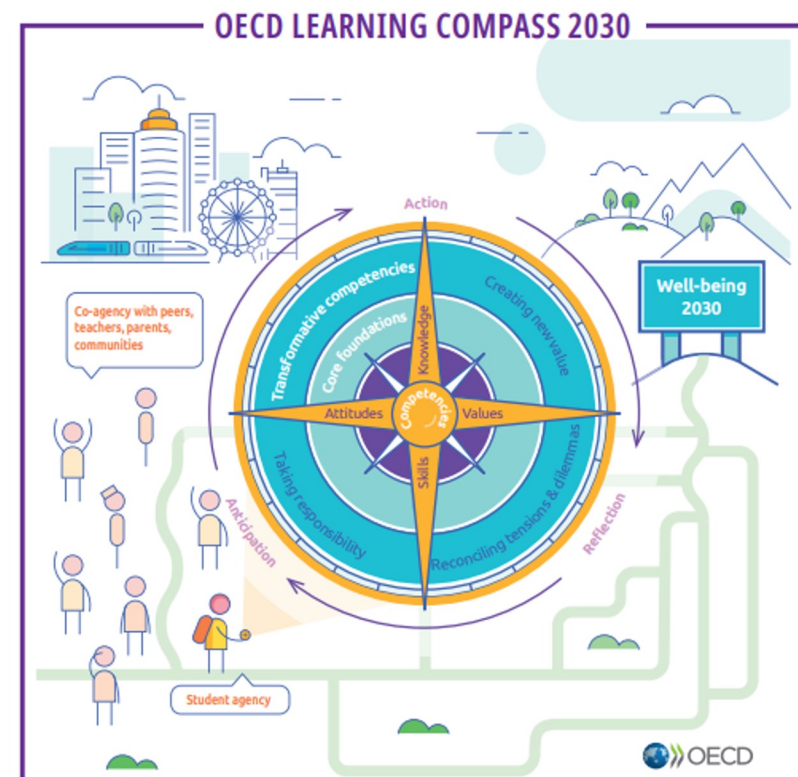 OECD LEARNING COMPASS 2030
Action
Well-being
2030
Co-agency with peers,
teachers, parents,
communities
Transformative competencies
Creating new value
Core foundations
Knowledge
Attitudes
Competencies
Values
Skills
Taking responsibility
Reconciling tensions & dilemmas
Anticipation
Reflection
Student agency
OECD